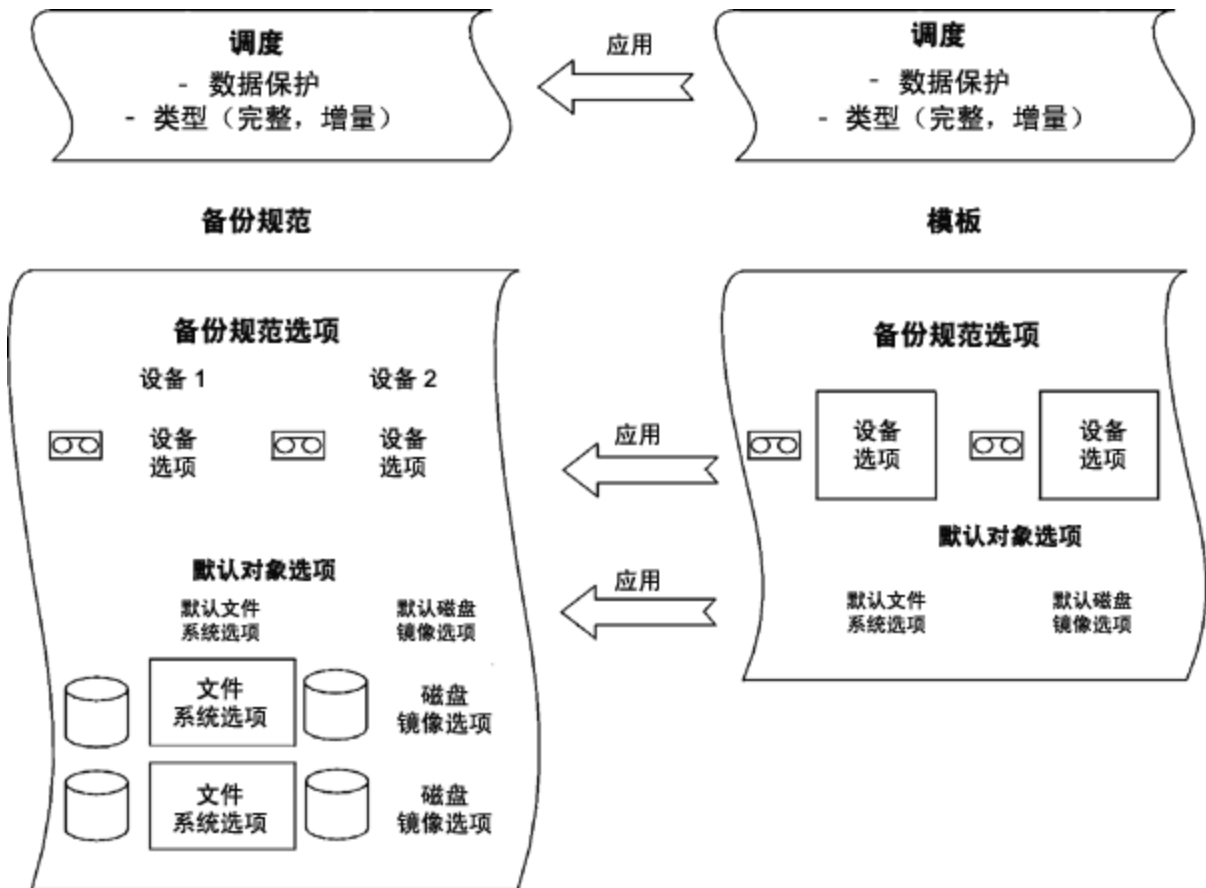 调度
- 数据保护
- 类型（完整，增量）
应用
调度
- 数据保护
- 类型（完整，增量）
备份规范
模板
备份规范选项
设备 1
设备 2
设备
选项
设备
选项
默认对象选项
默认文件
系统选项
默认磁盘
镜像选项
文件
系统选项
磁盘
镜像选项
文件
系统选项
磁盘
镜像选项
应用
应用
备份规范选项
设备
选项
设备
选项
默认对象选项
默认文件
系统选项
默认磁盘
镜像选项